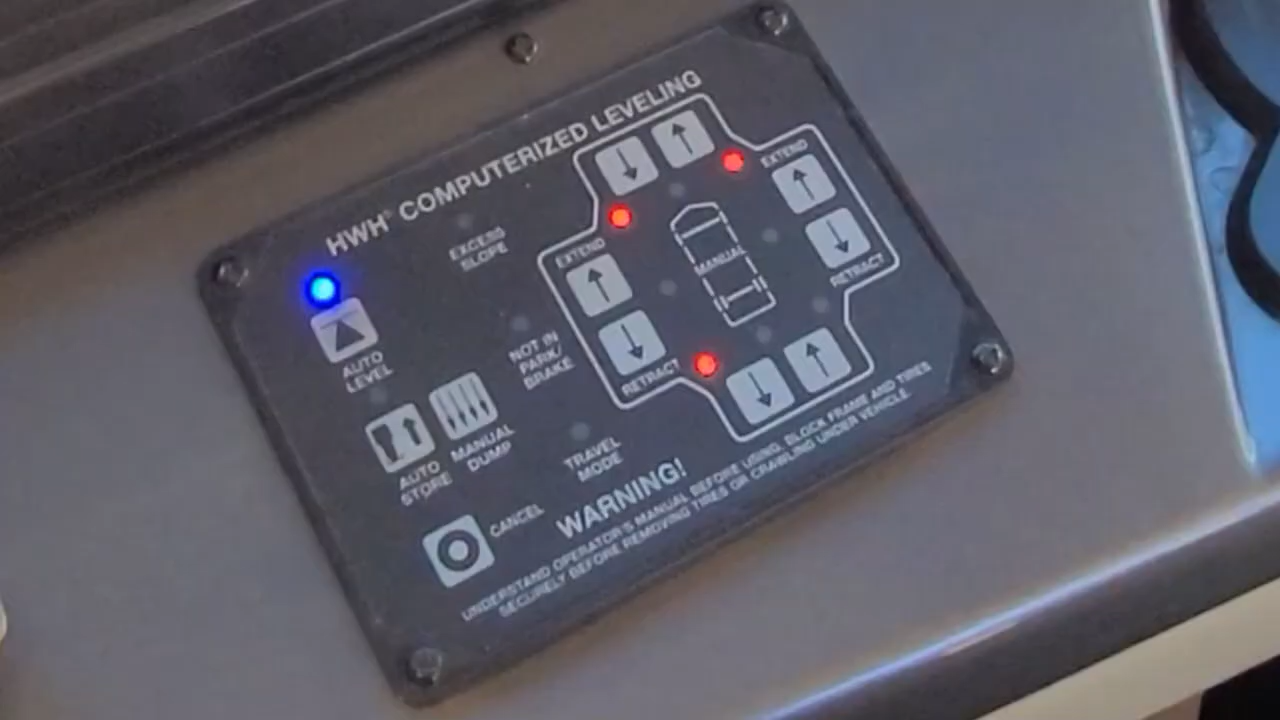 HWH® COMPUTERIZED LEVELING
EXCESS
SLOPE
AUTO
LEVEL
NOT IN
PARK/
BRAKE
AUTO
STORE
MANUAL
DUMP
TRAVEL
MODE
CANCEL
EXTEND
RETRACT
MANUAL
EXTEND
RETRACT
WARNING!
UNDERSTAND OPERATOR'S MANUAL BEFORE USING. BLOCK FRAME AND TIRES
SECURELY BEFORE REMOVING TIRES OR CRAWLING UNDER VEHICLE.